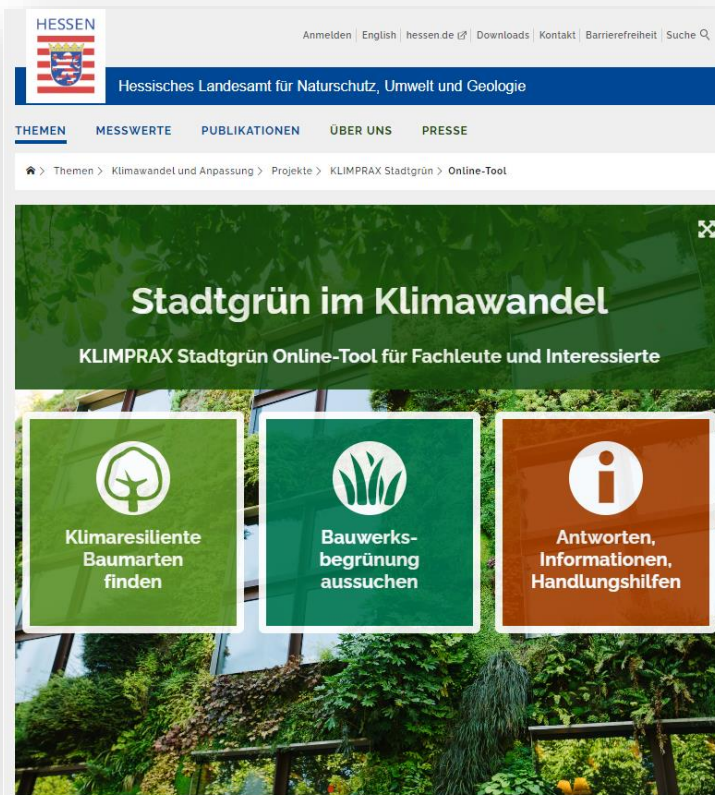 HESSEN
Anmelden | English | hessen.de | Downloads | Kontakt | Barrierefreiheit | Suche
Hessisches Landesamt für Naturschutz, Umwelt und Geologie
THEMEN MESSWERTE PUBLIKATIONEN ÜBER UNS PRESSE
> Themen > Klimawandel und Anpassung > Projekte > KLIMPRAX Stadtgrün > Online-Tool
Stadtgrün im Klimawandel
KLIMPRAX Stadtgrün Online-Tool für Fachleute und Interessierte
Klimaresiliente
Baumarten
finden
Bauwerks-
begrünung
aussuchen
Antworten,
Informationen,
Handlungshilfen